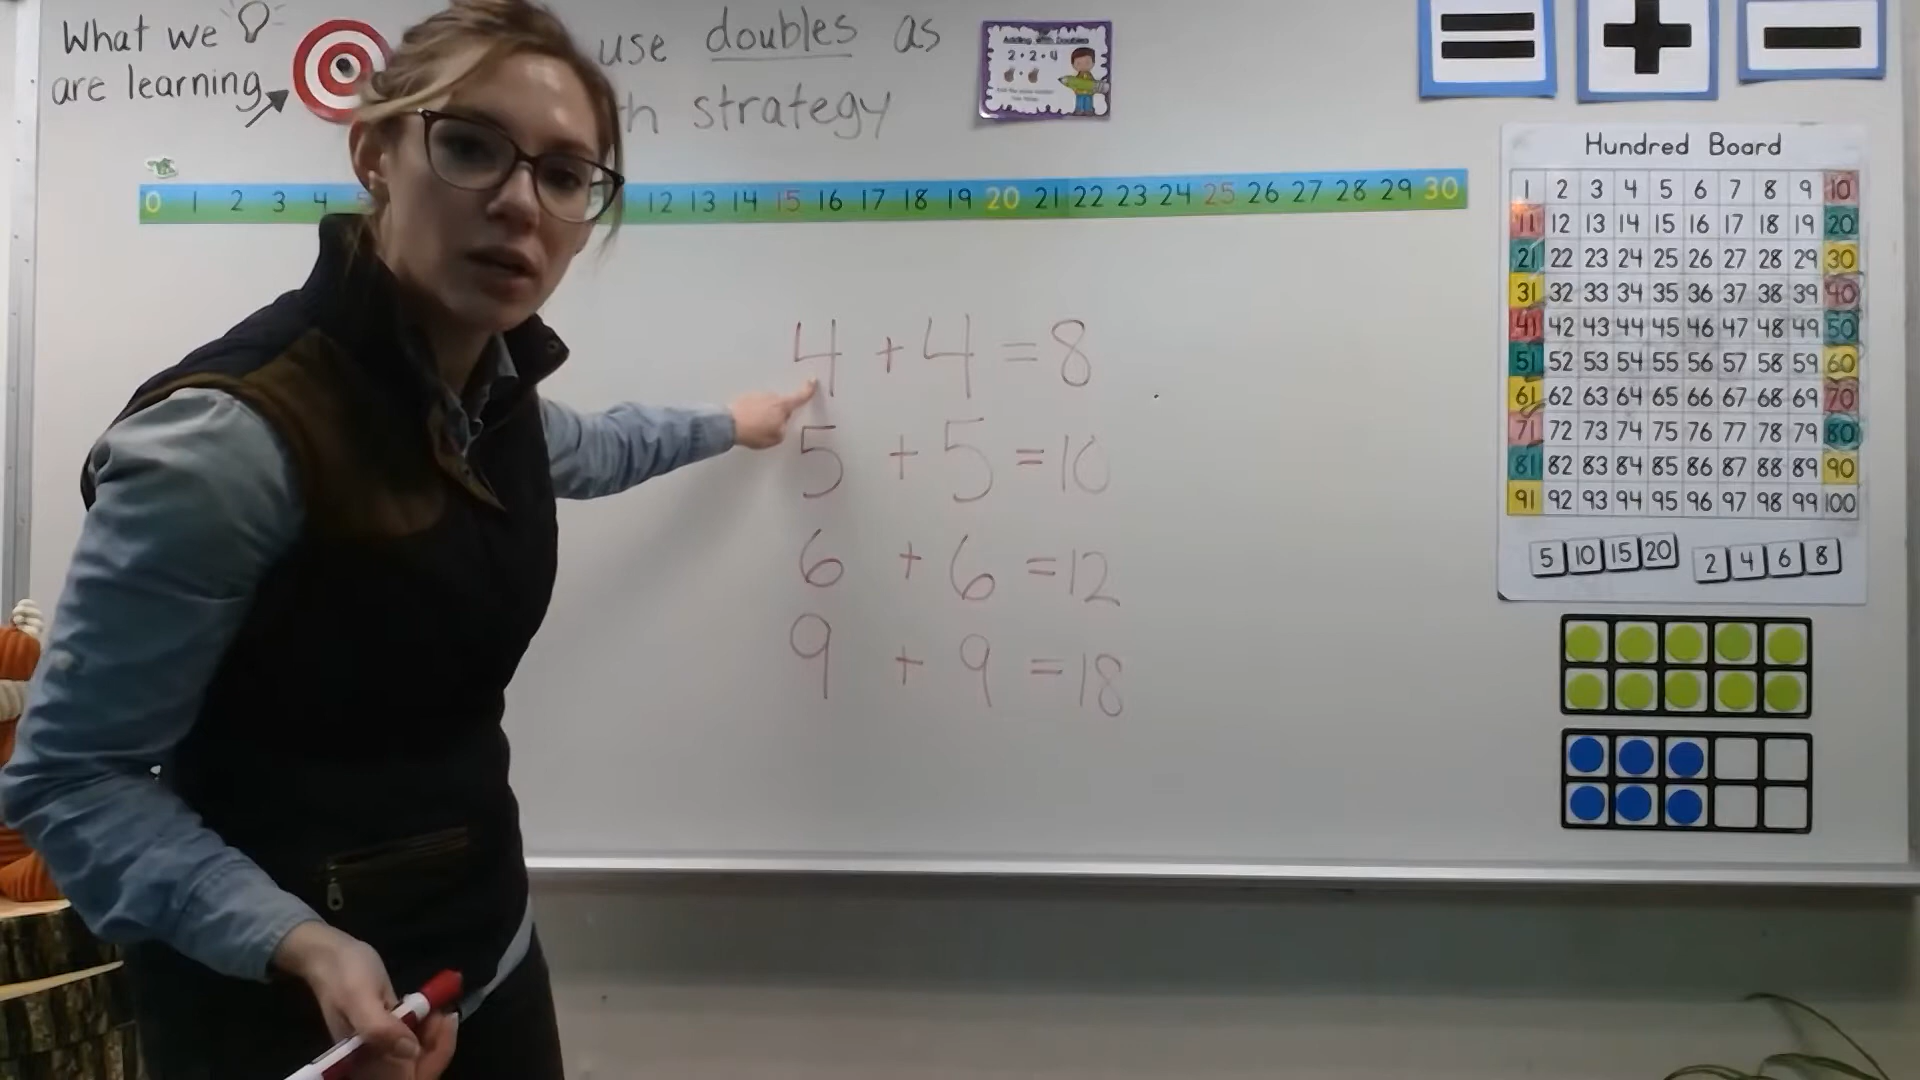 What we
are learning
use doubles as
strategy
Adding with Doubles
2 + 2 = 4
0 1 2 3 4 12 13 14 15 16 17 18 19 20 21 22 23 24 25 26 27 28 29 30
4 + 4 = 8
5 + 5 = 10
6 + 6 = 12
9 + 9 = 18
= + −
Hundred Board
1 2 3 4 5 6 7 8 9 10
11 12 13 14 15 16 17 18 19 20
21 22 23 24 25 26 27 28 29 30
31 32 33 34 35 36 37 38 39 40
41 42 43 44 45 46 47 48 49 50
51 52 53 54 55 56 57 58 59 60
61 62 63 64 65 66 67 68 69 70
71 72 73 74 75 76 77 78 79 80
81 82 83 84 85 86 87 88 89 90
91 92 93 94 95 96 97 98 99 100
5 10 15 20 2 4 6 8